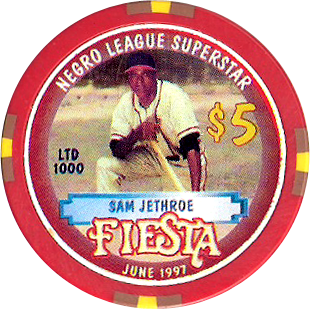 NEGRO LEAGUE SUPERSTAR
$5
LTD
1000
SAM JETHROE
FIESTA
JUNE 1997